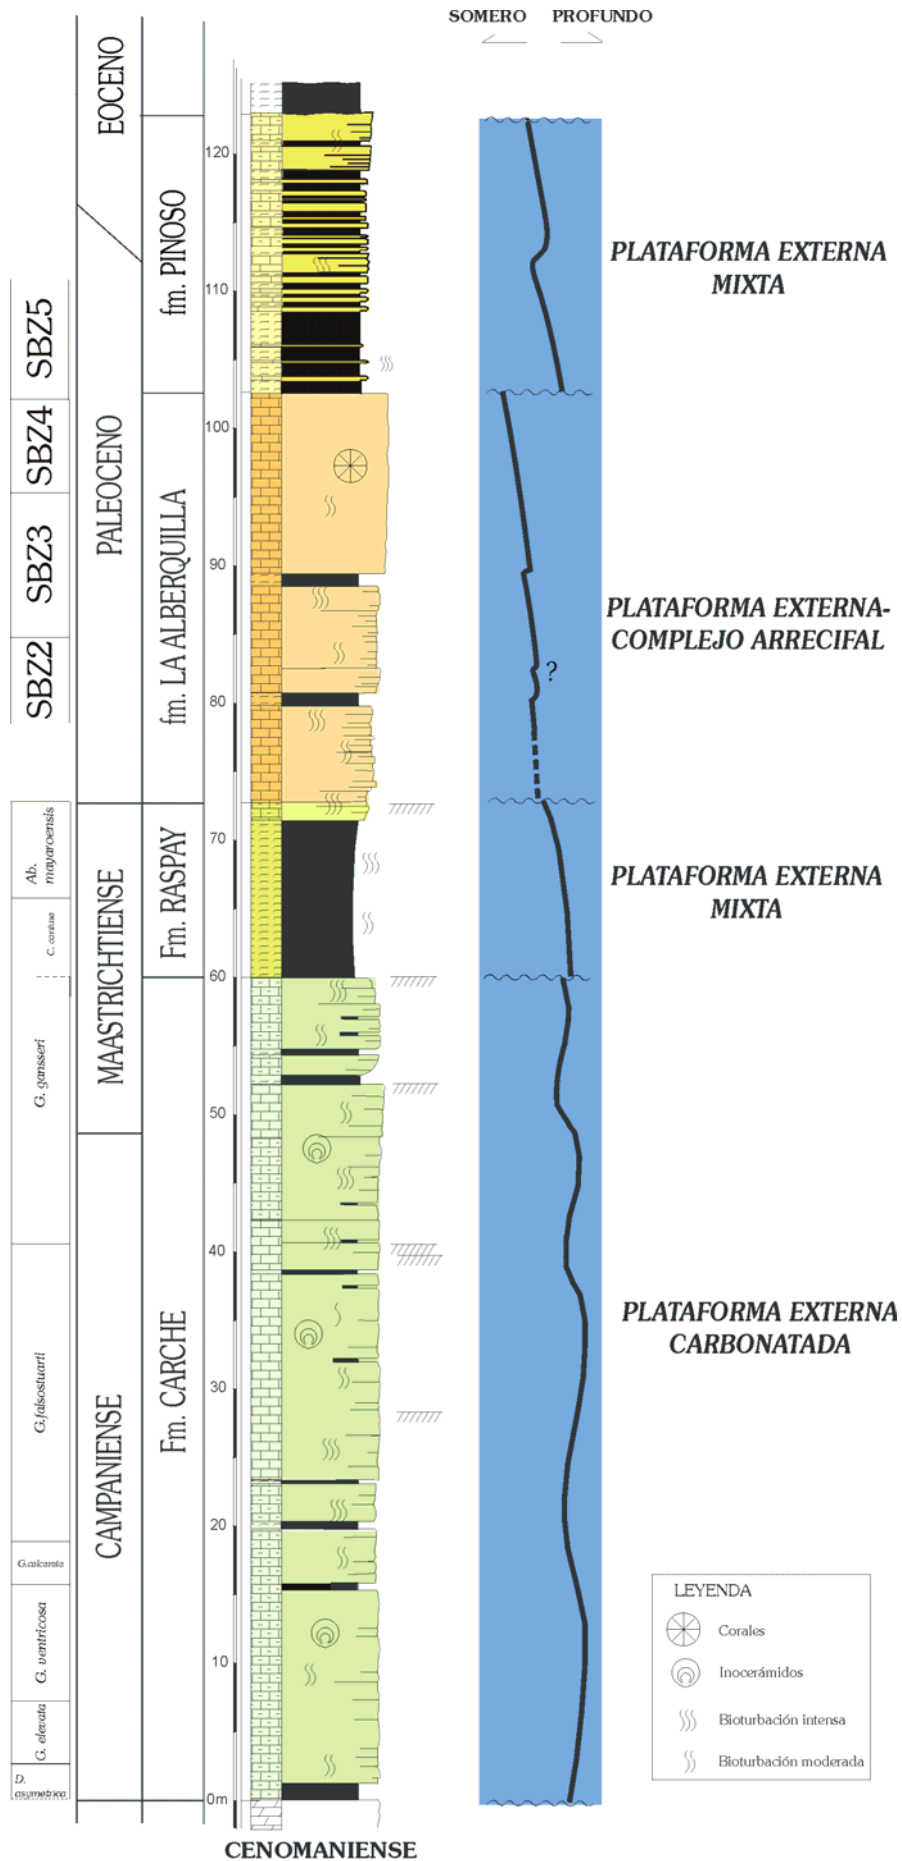 SOMERO PROFUNDO
EOCENO
PALEOCENO
MAASTRICHTIENSE
CAMPANIENSE
fm. PINOSO
fm. LA ALBERQUILLA
Fm. RASPAY
Fm. CARCHE
SBZ5
SBZ4
SBZ3
SBZ2
Ab.
mayaroensis
C. contusa
G. gansseri
G.falsostuarti
G.calcarata
G. ventricosa
G. elevata
D.
asymetrica
120
110
100
90
80
70
60
50
40
30
20
10
0m
PLATAFORMA EXTERNA
MIXTA
PLATAFORMA EXTERNA-
COMPLEJO ARRECIFAL
?
PLATAFORMA EXTERNA
MIXTA
PLATAFORMA EXTERNA
CARBONATADA
LEYENDA
Corales
Inocerámidos
Bioturbación intensa
Bioturbación moderada
CENOMANIENSE